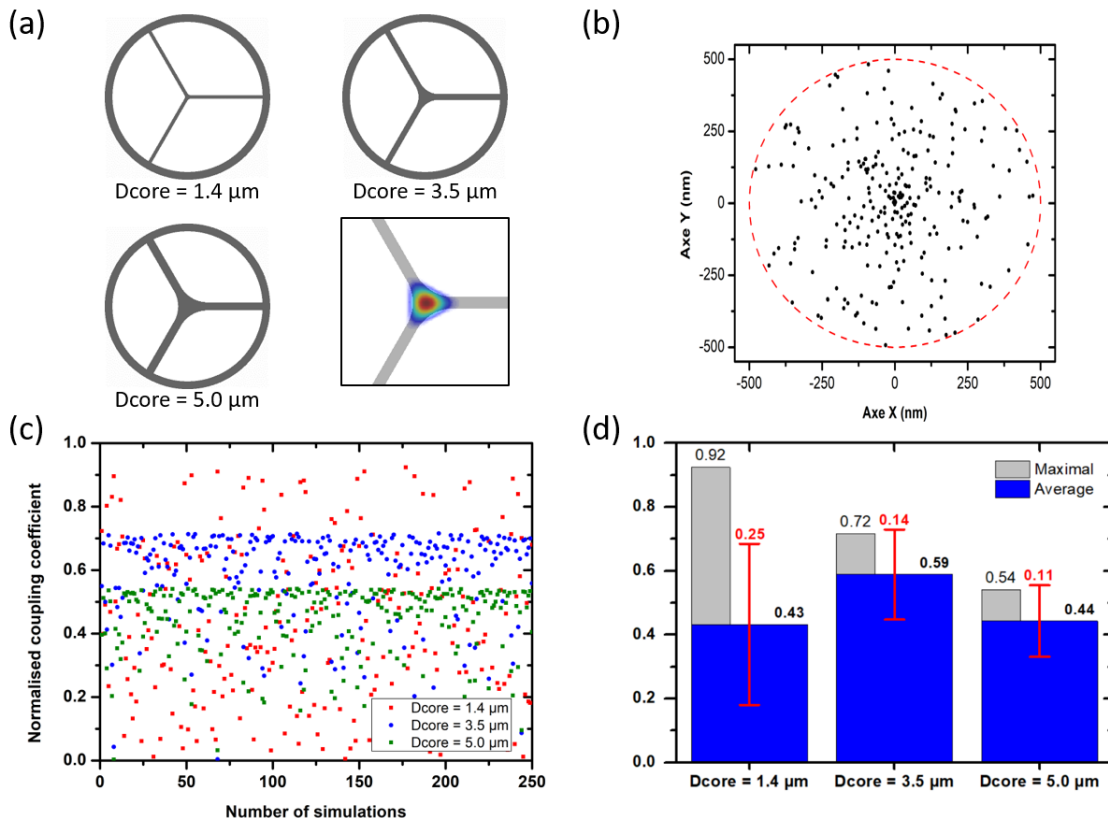 (a)
Dcore = 1.4 µm
Dcore = 3.5 µm
Dcore = 5.0 µm
(b)
500
250
0
-250
-500
Axe Y (nm)
-500
-250
0
250
500
Axe X (nm)
(c)
1.0
0.8
0.6
0.4
0.2
0.0
Normalised coupling coefficient
Dcore = 1.4 µm
Dcore = 3.5 µm
Dcore = 5.0 µm
0
50
100
150
200
250
Number of simulations
(d)
1.0
0.8
0.6
0.4
0.2
0.0
Maximal
Average
0.92
0.25
0.43
0.72
0.14
0.59
0.54
0.11
0.44
Dcore = 1.4 µm
Dcore = 3.5 µm
Dcore = 5.0 µm